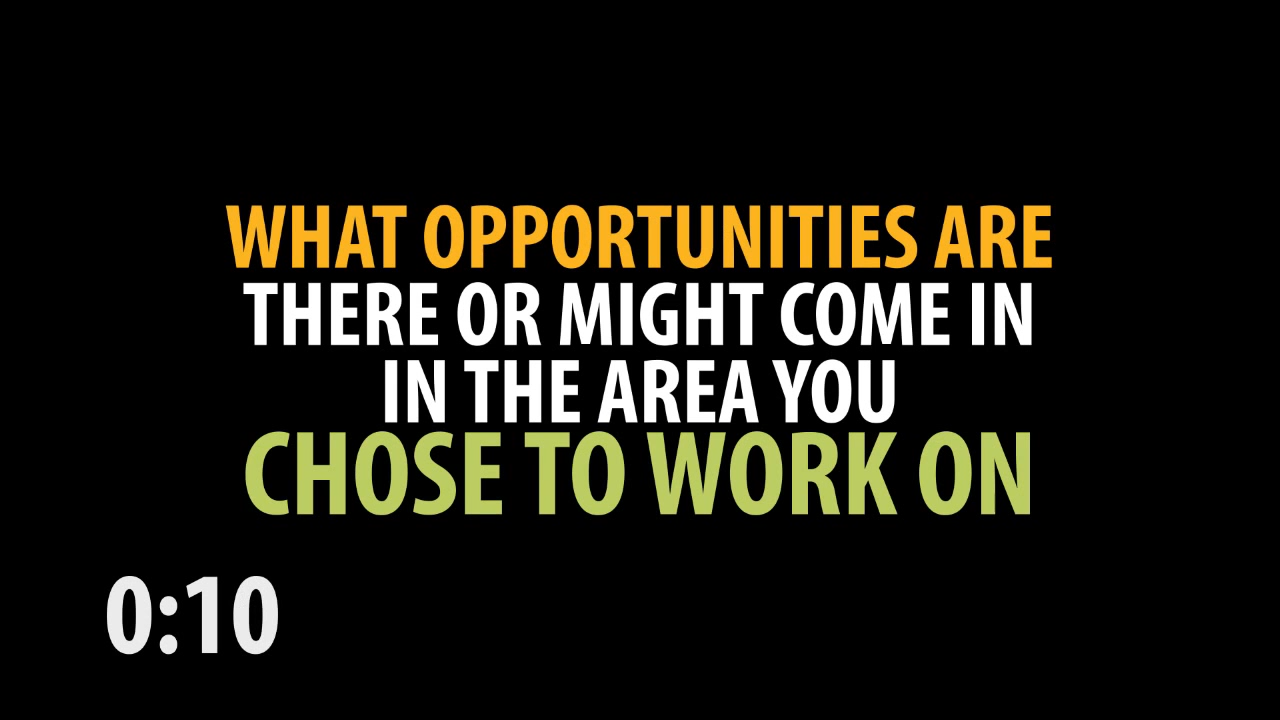 WHAT OPPORTUNITIES ARE
THERE OR MIGHT COME IN
IN THE AREA YOU
CHOSE TO WORK ON
0:10